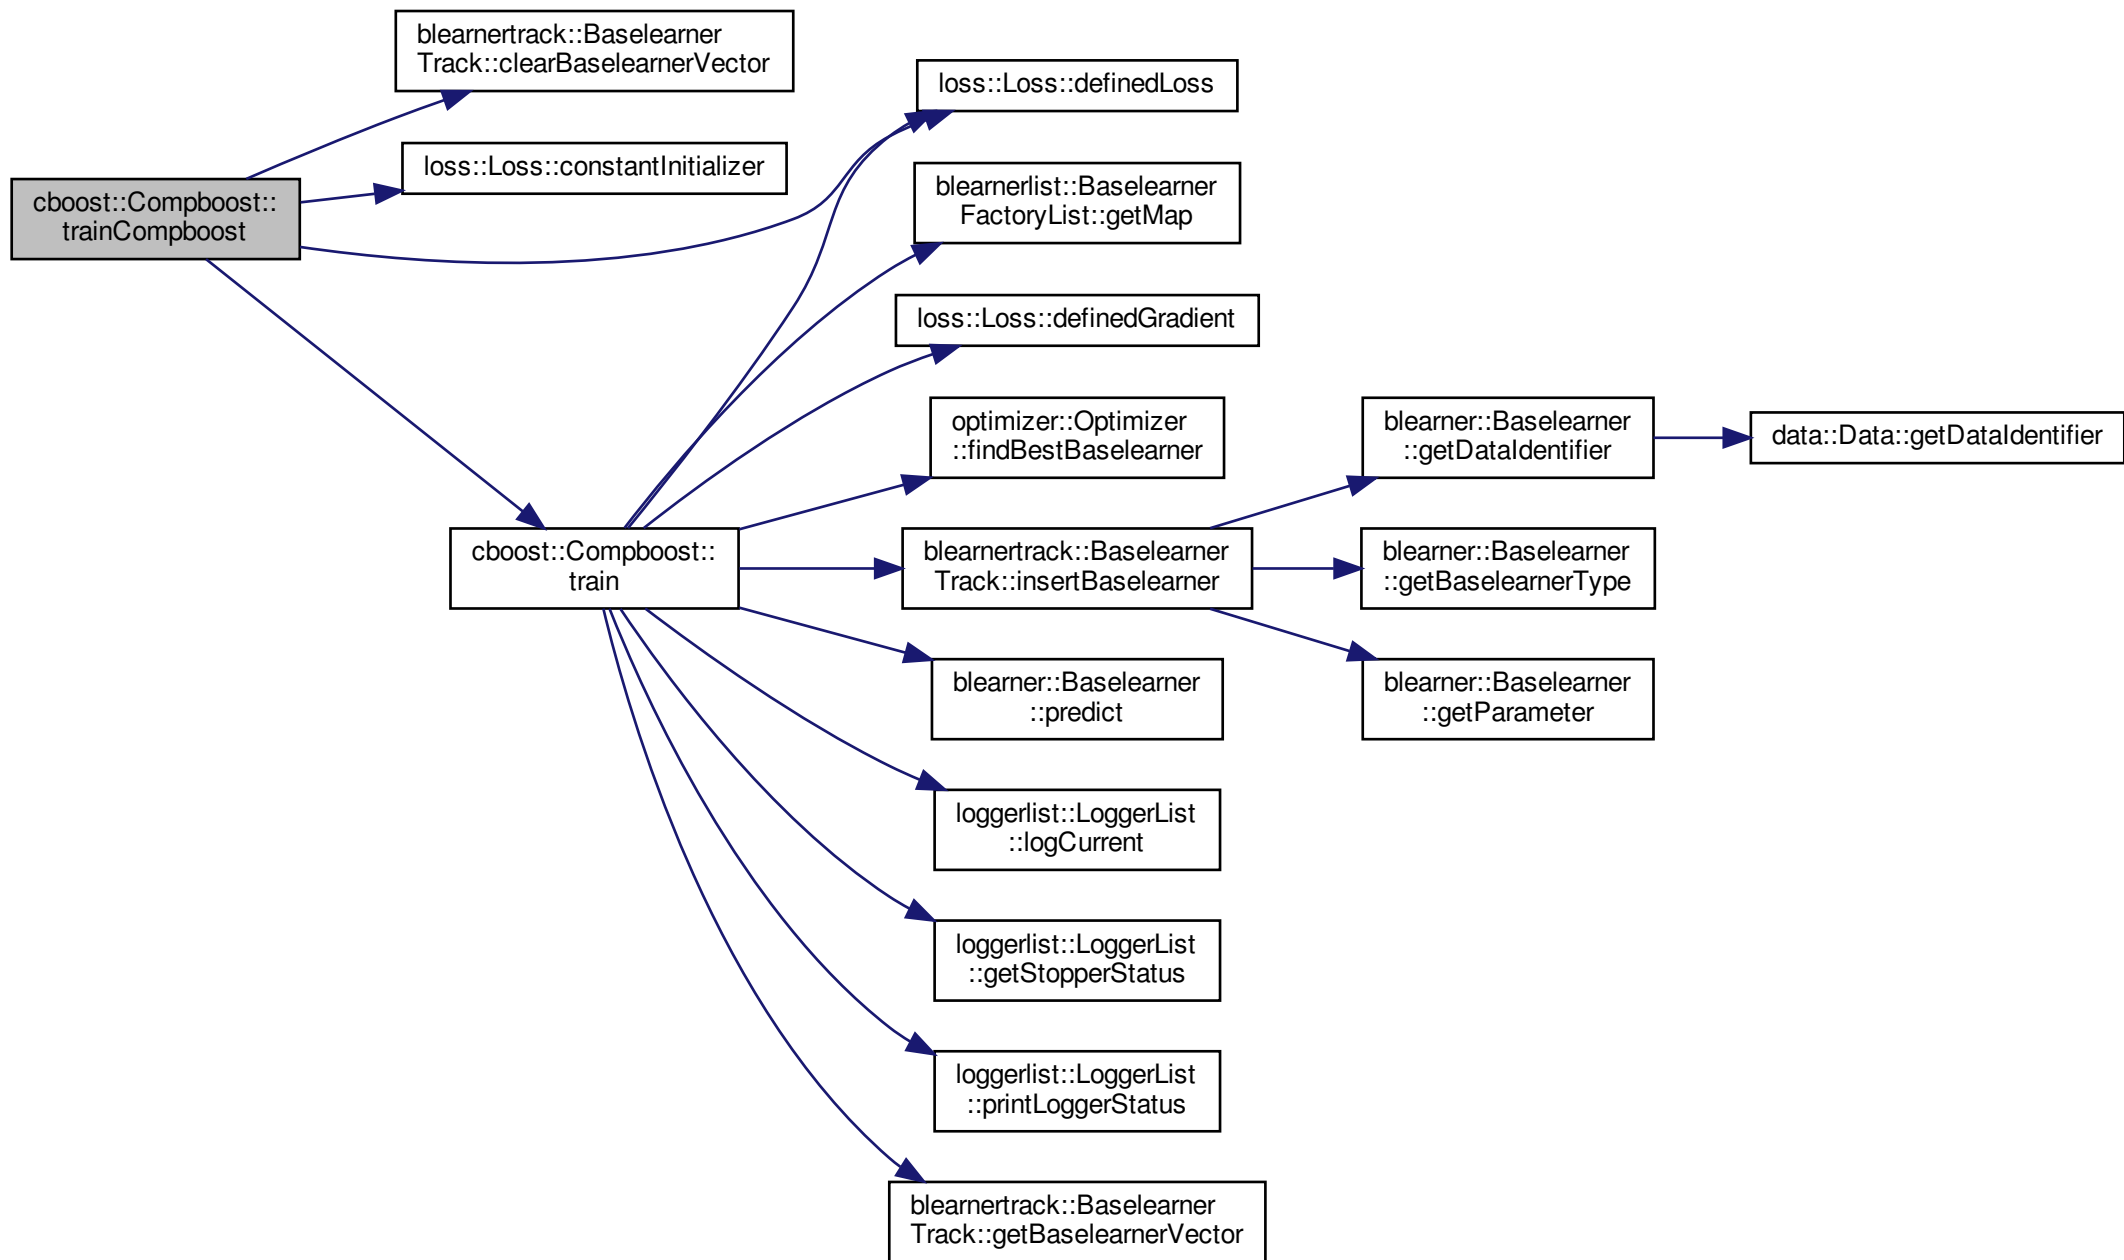 blearnertrack::Baselearner
Track::clearBaselearnerVector
loss::Loss::definedLoss
loss::Loss::constantInitializer
blearnerlist::Baselearner
FactoryList::getMap
cboost::Compboost::
trainCompboost
loss::Loss::definedGradient
optimizer::Optimizer
::findBestBaselearner
blearner::Baselearner
::getDataIdentifier
data::Data::getDataIdentifier
cboost::Compboost::
train
blearnertrack::Baselearner
Track::insertBaselearner
blearner::Baselearner
::getBaselearnerType
blearner::Baselearner
::predict
blearner::Baselearner
::getParameter
loggerlist::LoggerList
::logCurrent
loggerlist::LoggerList
::getStopperStatus
loggerlist::LoggerList
::printLoggerStatus
blearnertrack::Baselearner
Track::getBaselearnerVector